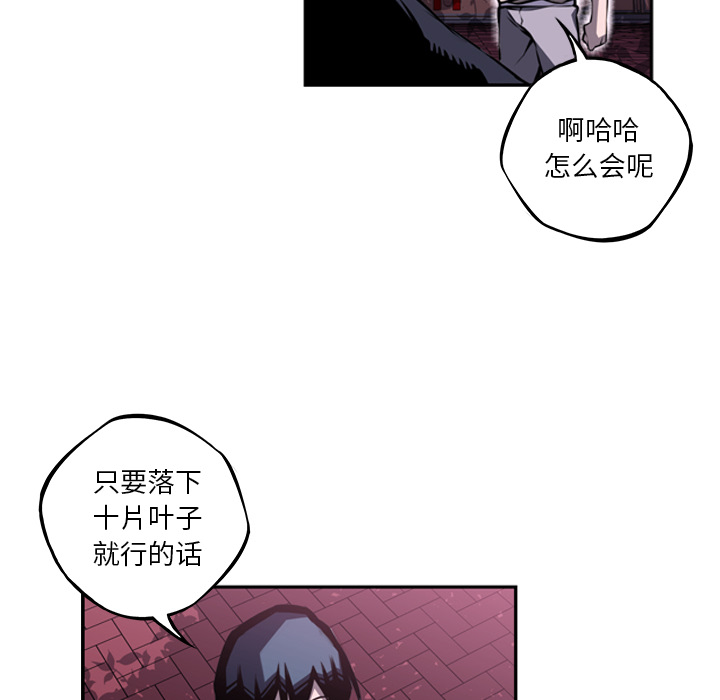 啊哈哈
怎么会呢
只要落下
十片叶子
就行的话